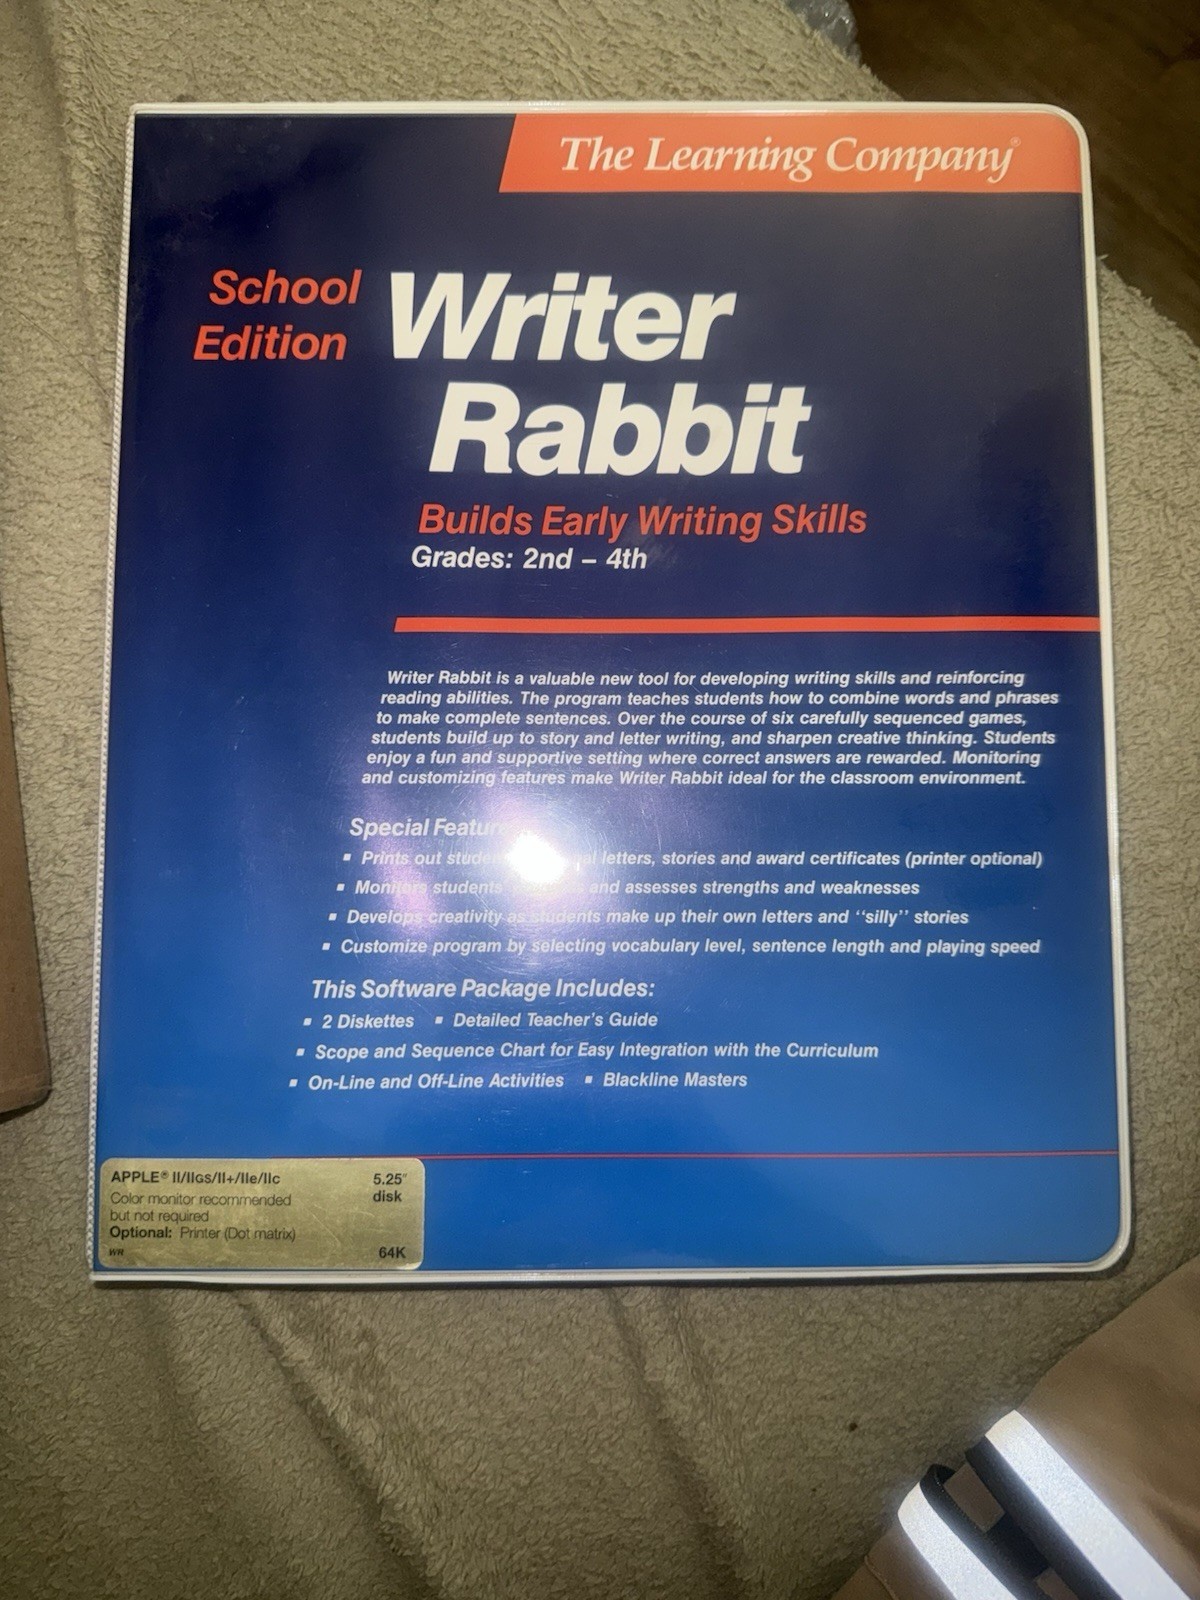 The Learning Company®
School
Edition
Writer
Rabbit
Builds Early Writing Skills
Grades: 2nd – 4th
Writer Rabbit is a valuable new tool for developing writing skills and reinforcing
reading abilities. The program teaches students how to combine words and phrases
to make complete sentences. Over the course of six carefully sequenced games,
students build up to story and letter writing, and sharpen creative thinking. Students
enjoy a fun and supportive setting where correct answers are rewarded. Monitoring
and customizing features make Writer Rabbit ideal for the classroom environment.
Special
▪ Prints out letters, stories and award certificates (printer optional)
▪ Monitors students and assesses strengths and weaknesses
▪ Develops creativity as students make up their own letters and “silly” stories
▪ Customize program by selecting vocabulary level, sentence length and playing speed
This Software Package Includes:
▪ 2 Diskettes ▪ Detailed Teacher's Guide
▪ Scope and Sequence Chart for Easy Integration with the Curriculum
▪ On-Line and Off-Line Activities ▪ Blackline Masters
APPLE® II/IIGS/II+/IIe/IIc 5.25" 
Color monitor recommended disk
but not required
Optional: Printer (Dot matrix)
WR 64K